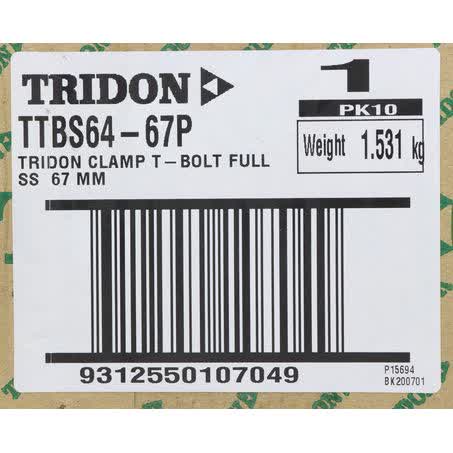 TRIDON
1
PK10
TTBS64-67P
Weight 1.531 kg
TRIDON CLAMP T-BOLT FULL
SS 67 MM
9312550107049
P15694
BK200701